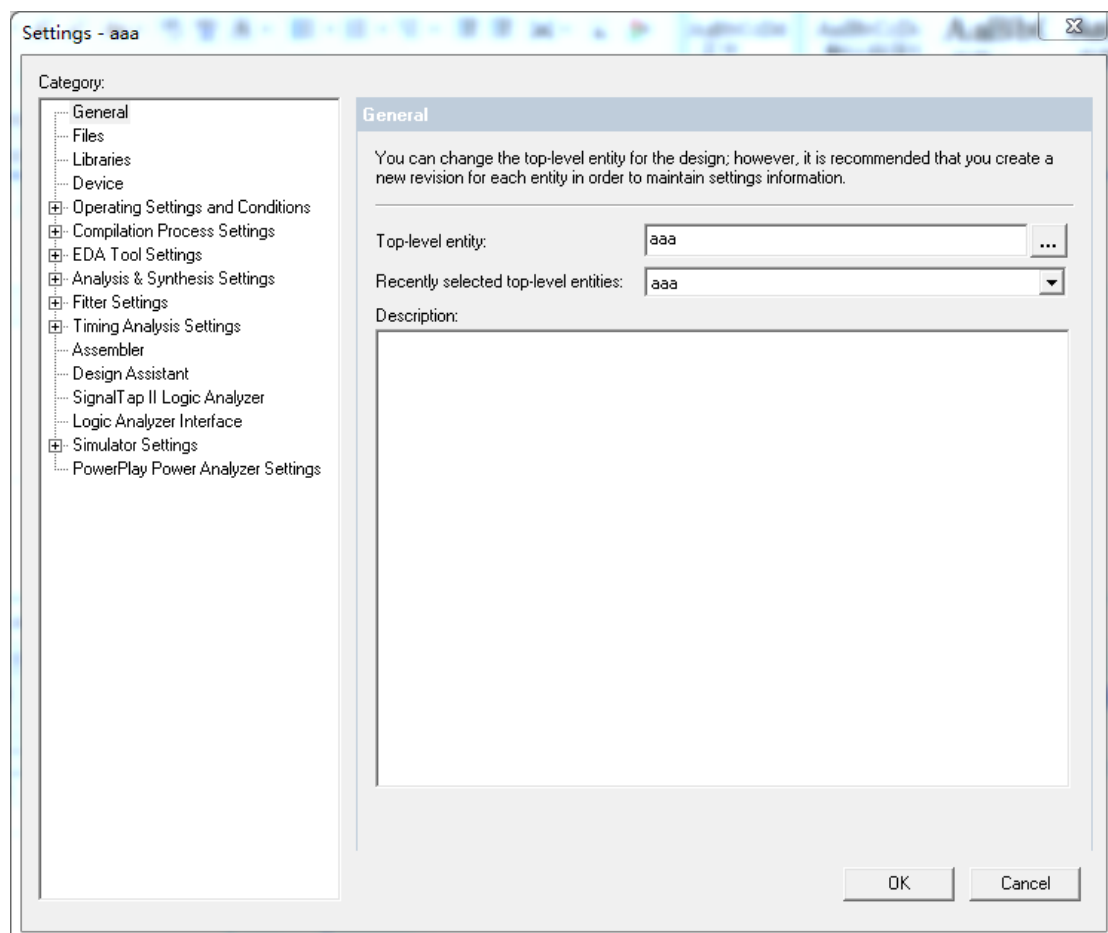 Settings - aaa
Category:
General
Files
Libraries
Device
Operating Settings and Conditions
Compilation Process Settings
EDA Tool Settings
Analysis & Synthesis Settings
Fitter Settings
Timing Analysis Settings
Assembler
Design Assistant
SignalTap II Logic Analyzer
Logic Analyzer Interface
Simulator Settings
PowerPlay Power Analyzer Settings
General
You can change the top-level entity for the design; however, it is recommended that you create a
new revision for each entity in order to maintain settings information.
Top-level entity:
aaa
...
Recently selected top-level entities:
aaa
Description:
OK
Cancel